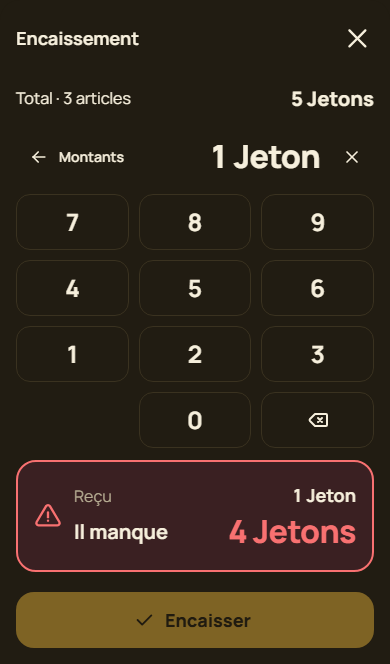 Encaissement
Total · 3 articles 5 Jetons
Montants 1 Jeton
7 8 9
4 5 6
1 2 3
0
Reçu 1 Jeton
Il manque 4 Jetons
Encaisser